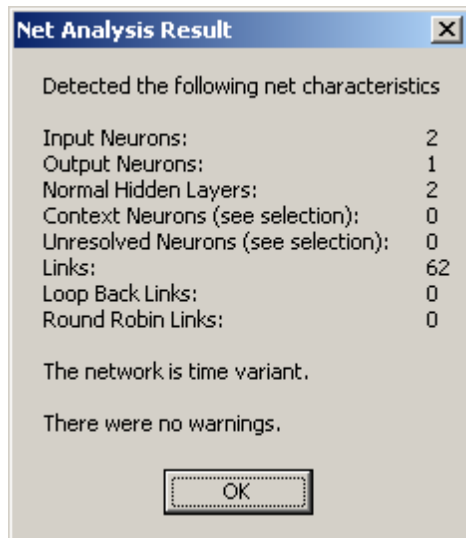 Net Analysis Result
Detected the following net characteristics
Input Neurons: 2
Output Neurons: 1
Normal Hidden Layers: 2
Context Neurons (see selection): 0
Unresolved Neurons (see selection): 0
Links: 62
Loop Back Links: 0
Round Robin Links: 0
The network is time variant.
There were no warnings.
OK